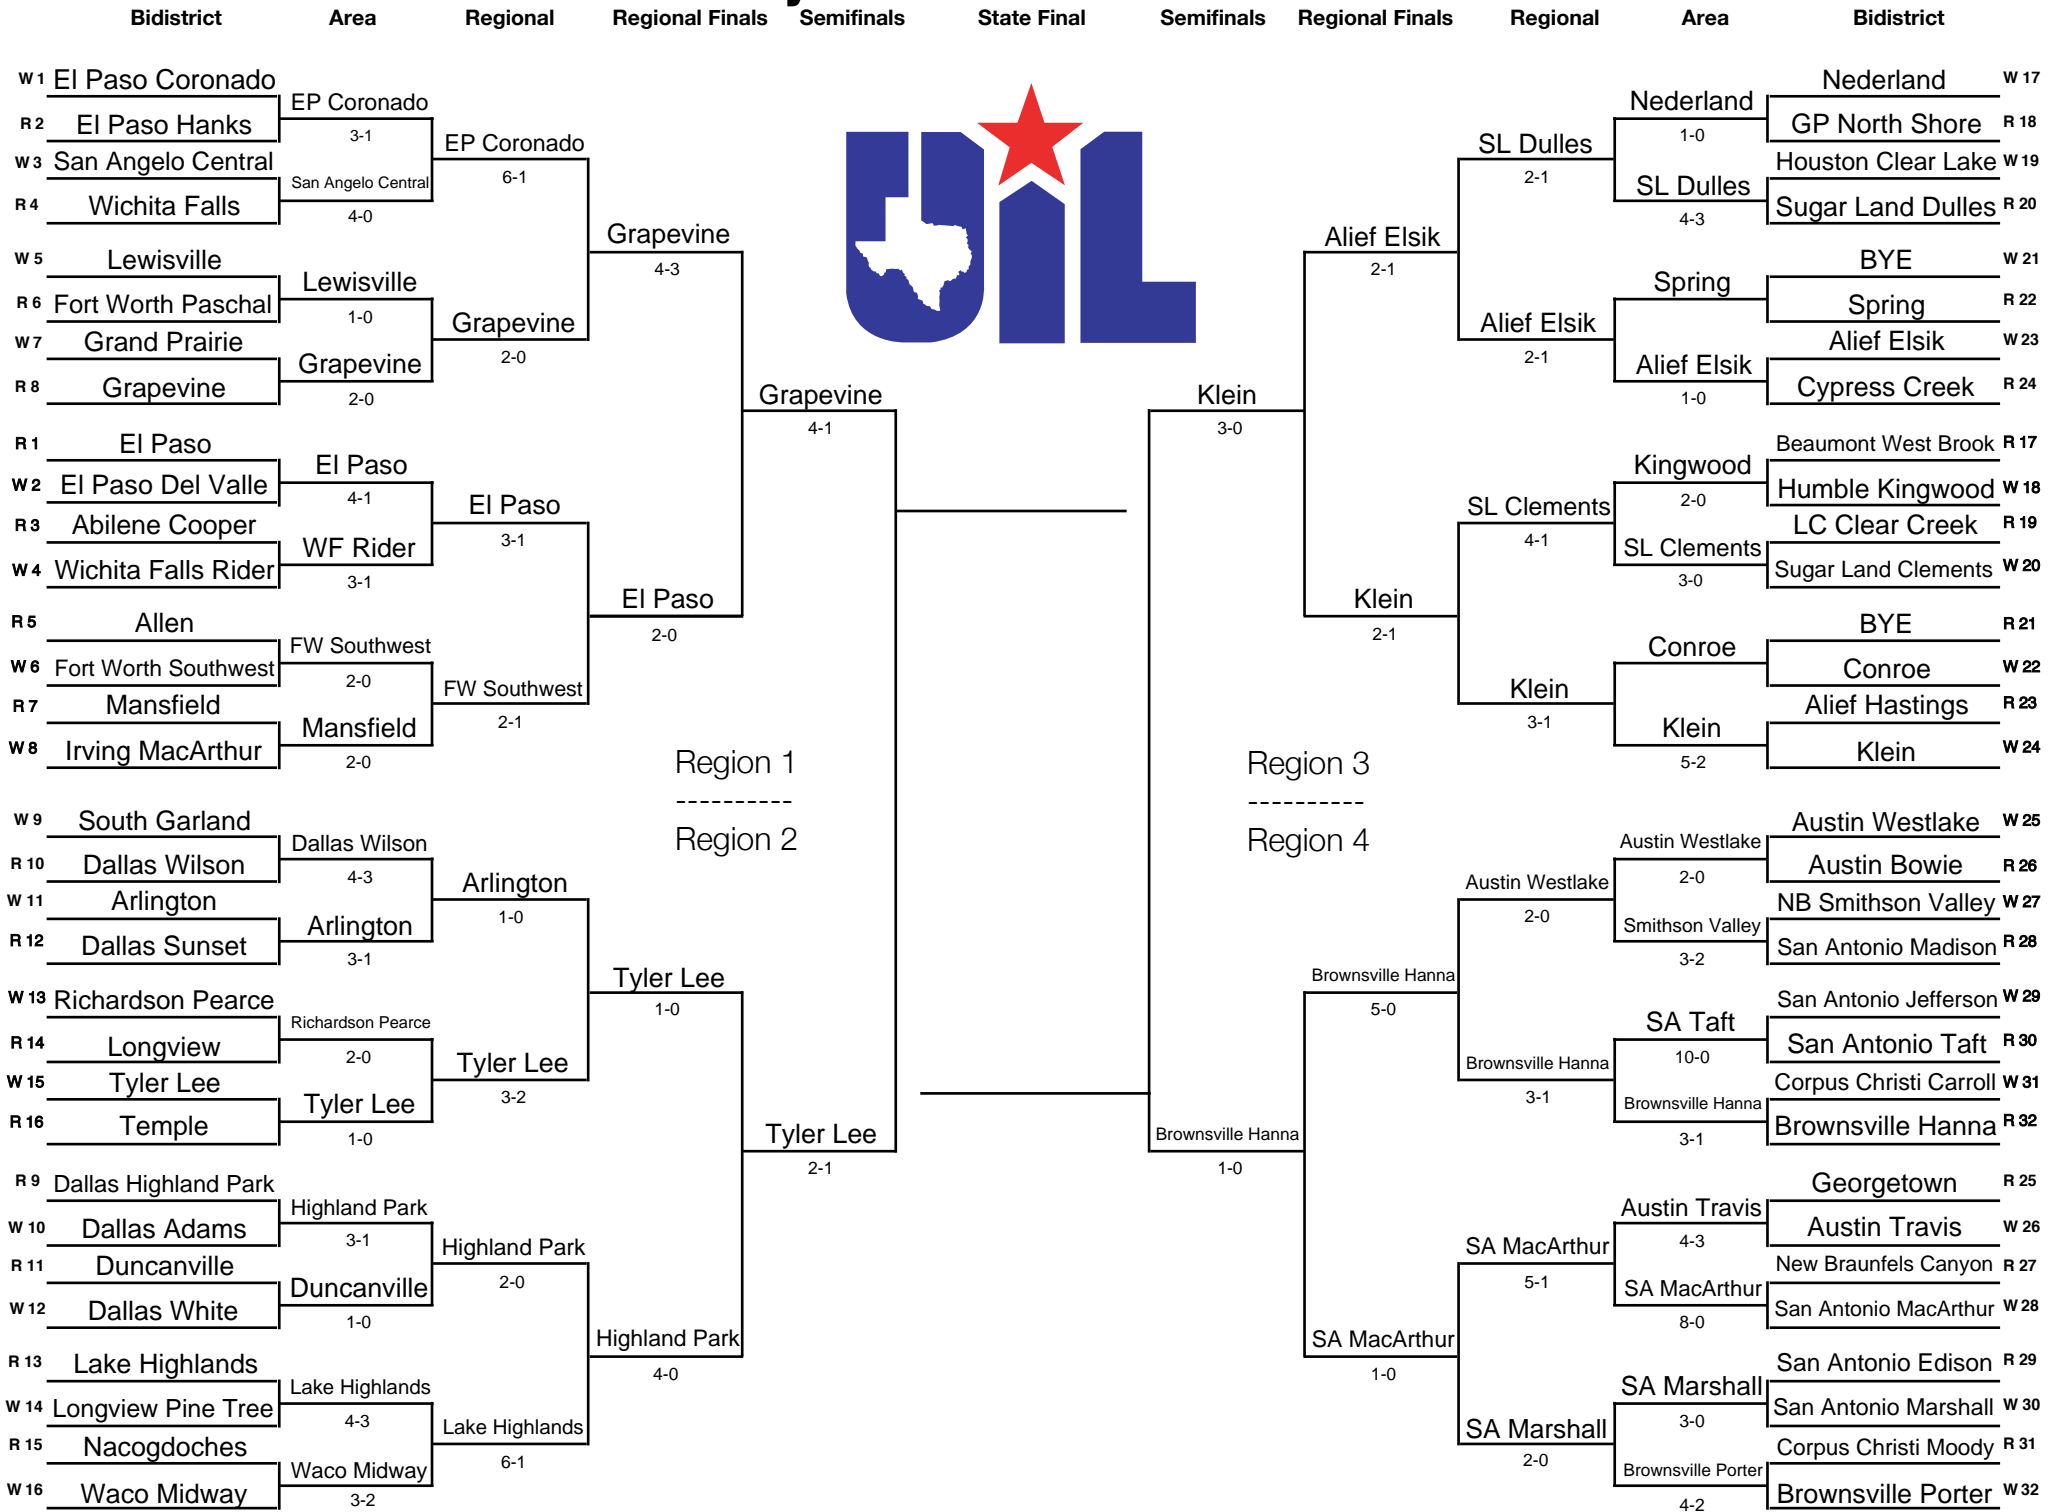 Bidistrict Area Regional Regional Finals Semifinals State Final Semifinals Regional Finals Regional Area Bidistrict
W 1 El Paso Coronado
EP Coronado
R 2 El Paso Hanks
3-1
EP Coronado
W 3 San Angelo Central
6-1
San Angelo Central
R 4 Wichita Falls
4-0
Grapevine
4-3
W 5 Lewisville
Lewisville
R 6 Fort Worth Paschal
1-0
Grapevine
W 7 Grand Prairie
2-0
Grapevine
R 8 Grapevine
2-0
Grapevine
4-1
R 1 El Paso
El Paso
W 2 El Paso Del Valle
4-1
El Paso
R 3 Abilene Cooper
3-1
WF Rider
W 4 Wichita Falls Rider
3-1
El Paso
2-0
R 5 Allen
FW Southwest
W 6 Fort Worth Southwest
2-0
FW Southwest
R 7 Mansfield
2-1
Mansfield
W 8 Irving MacArthur
2-0
Region 1
----------
Region 2
W 9 South Garland
Dallas Wilson
R 10 Dallas Wilson
4-3
Arlington
W 11 Arlington
1-0
Arlington
R 12 Dallas Sunset
3-1
Tyler Lee
1-0
W 13 Richardson Pearce
Richardson Pearce
R 14 Longview
2-0
Tyler Lee
W 15 Tyler Lee
3-2
Tyler Lee
R 16 Temple
1-0
Tyler Lee
2-1
R 9 Dallas Highland Park
Highland Park
W 10 Dallas Adams
3-1
Highland Park
R 11 Duncanville
2-0
Duncanville
W 12 Dallas White
1-0
Highland Park
4-0
R 13 Lake Highlands
Lake Highlands
W 14 Longview Pine Tree
4-3
Lake Highlands
R 15 Nacogdoches
6-1
Waco Midway
W 16 Waco Midway
3-2
UIL
Nederland W 17
Nederland
GP North Shore R 18
1-0
SL Dulles
Houston Clear Lake W 19
2-1
SL Dulles
Sugar Land Dulles R 20
4-3
Alief Elsik
2-1
BYE W 21
Spring
Spring R 22
Alief Elsik
Alief Elsik W 23
2-1
Alief Elsik
Cypress Creek R 24
1-0
Klein
3-0
Beaumont West Brook R 17
Kingwood
Humble Kingwood W 18
2-0
SL Clements
LC Clear Creek R 19
4-1
SL Clements
Sugar Land Clements W 20
3-0
Klein
2-1
BYE R 21
Conroe
Conroe W 22
Klein
Alief Hastings R 23
3-1
Klein
Klein W 24
5-2
Region 3
----------
Region 4
Austin Westlake W 25
Austin Westlake
Austin Bowie R 26
2-0
Austin Westlake
NB Smithson Valley W 27
2-0
Smithson Valley
San Antonio Madison R 28
3-2
Brownsville Hanna
5-0
San Antonio Jefferson W 29
SA Taft
San Antonio Taft R 30
10-0
Brownsville Hanna
Corpus Christi Carroll W 31
3-1
Brownsville Hanna
Brownsville Hanna R 32
3-1
Brownsville Hanna
1-0
Georgetown R 25
Austin Travis
Austin Travis W 26
4-3
SA MacArthur
New Braunfels Canyon R 27
5-1
SA MacArthur
San Antonio MacArthur W 28
8-0
SA MacArthur
1-0
San Antonio Edison R 29
SA Marshall
San Antonio Marshall W 30
3-0
SA Marshall
Corpus Christi Moody R 31
2-0
Brownsville Porter
Brownsville Porter W 32
4-2